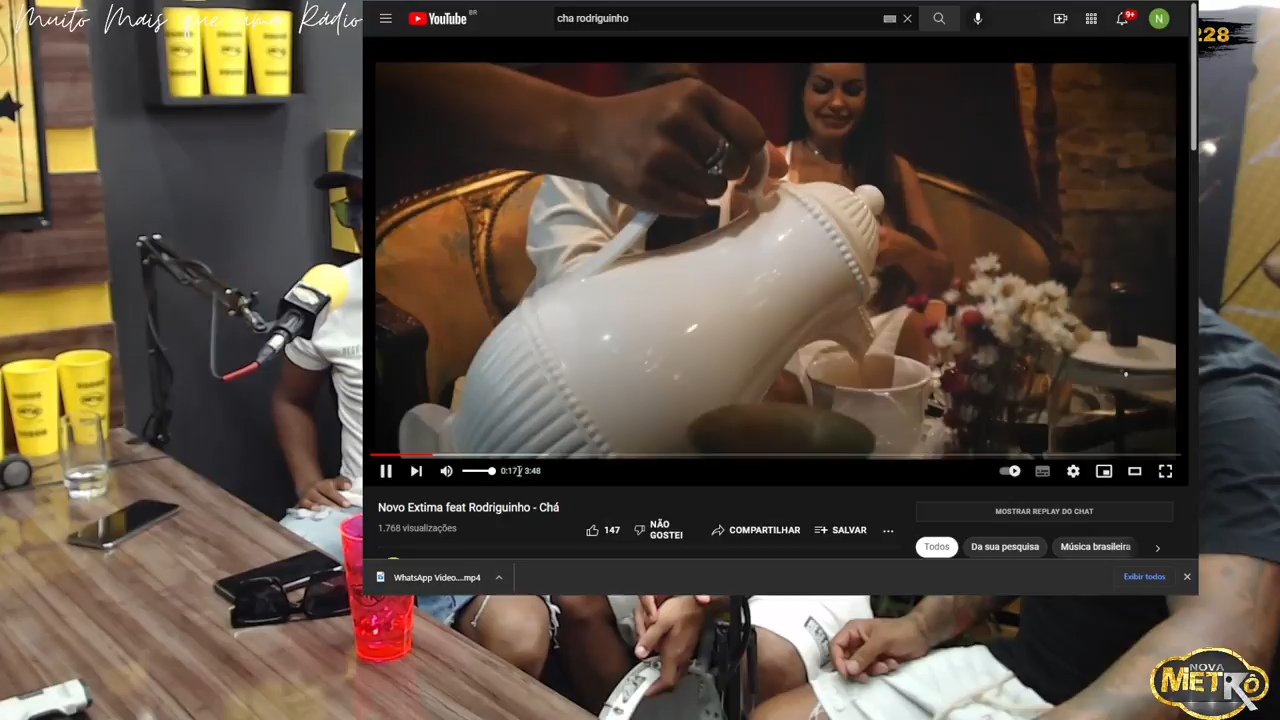 Muito Mais que uma Rádio
YouTube BR
cha rodriguinho
9+
N
228
0:17 / 3:48
Novo Extima feat Rodriguinho - Chá
1.768 visualizações
147
NÃO
GOSTEI
COMPARTILHAR
SALVAR
MOSTRAR REPLAY DO CHAT
Todos
Da sua pesquisa
Música brasileira
WhatsApp Video....mp4
Exibir todos
NOVA
METRÔ